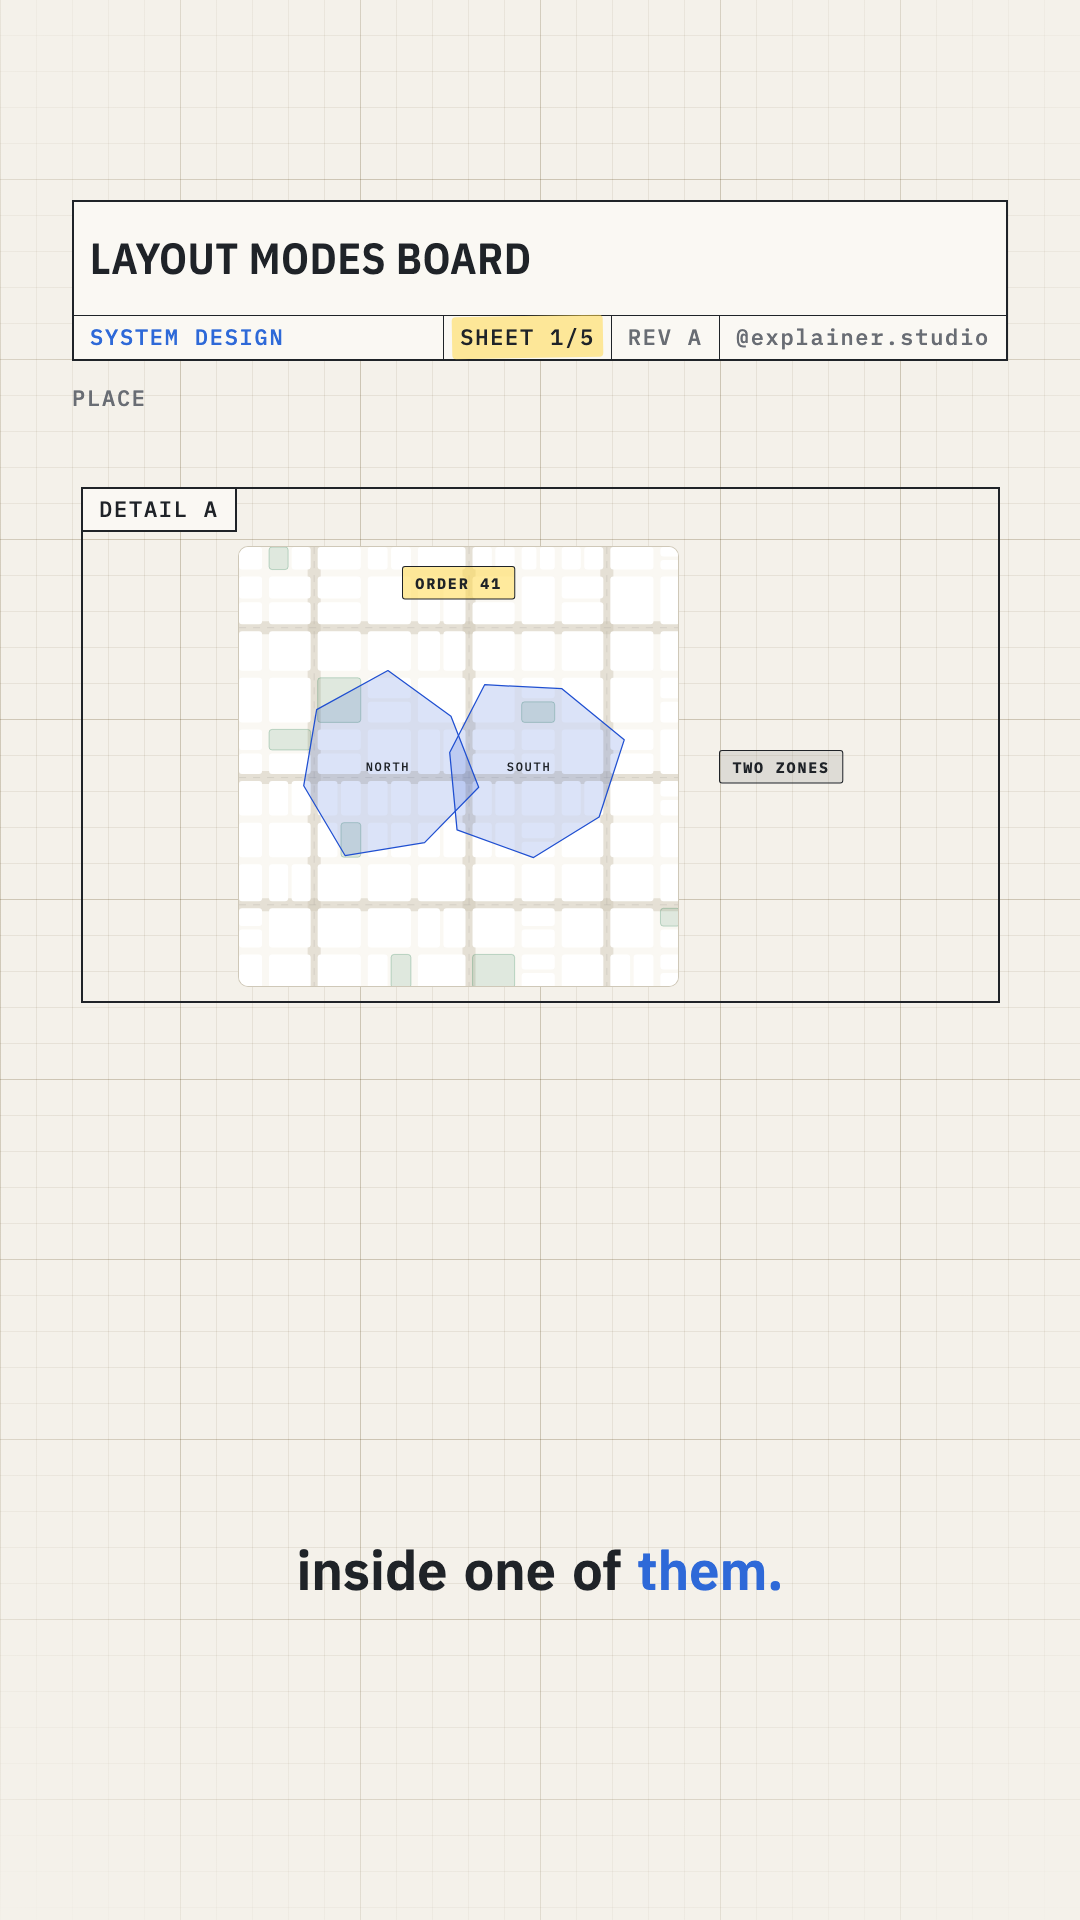 LAYOUT MODES BOARD
SYSTEM DESIGN
SHEET 1/5
REV A
@explainer.studio
PLACE
DETAIL A
ORDER 41
NORTH
SOUTH
TWO ZONES
inside one of them.